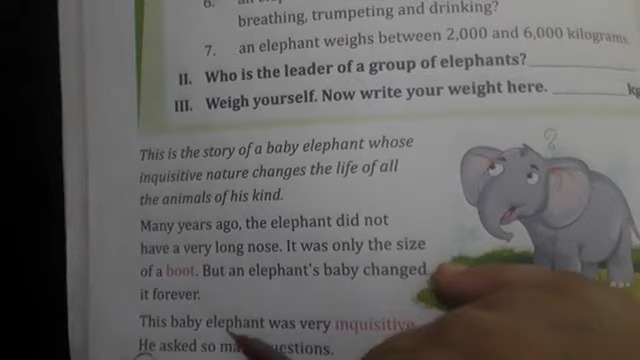 6. an
breathing, trumpeting and drinking?
7. an elephant weighs between 2,000 and 6,000 kilograms.
II. Who is the leader of a group of elephants?
III. Weigh yourself. Now write your weight here. kg
This is the story of a baby elephant whose
inquisitive nature changes the life of all
the animals of his kind.
Many years ago, the elephant did not
have a very long nose. It was only the size
of a boot. But an elephant's baby changed
it forever.
This baby elephant was very inquisitive.
He asked so questions.